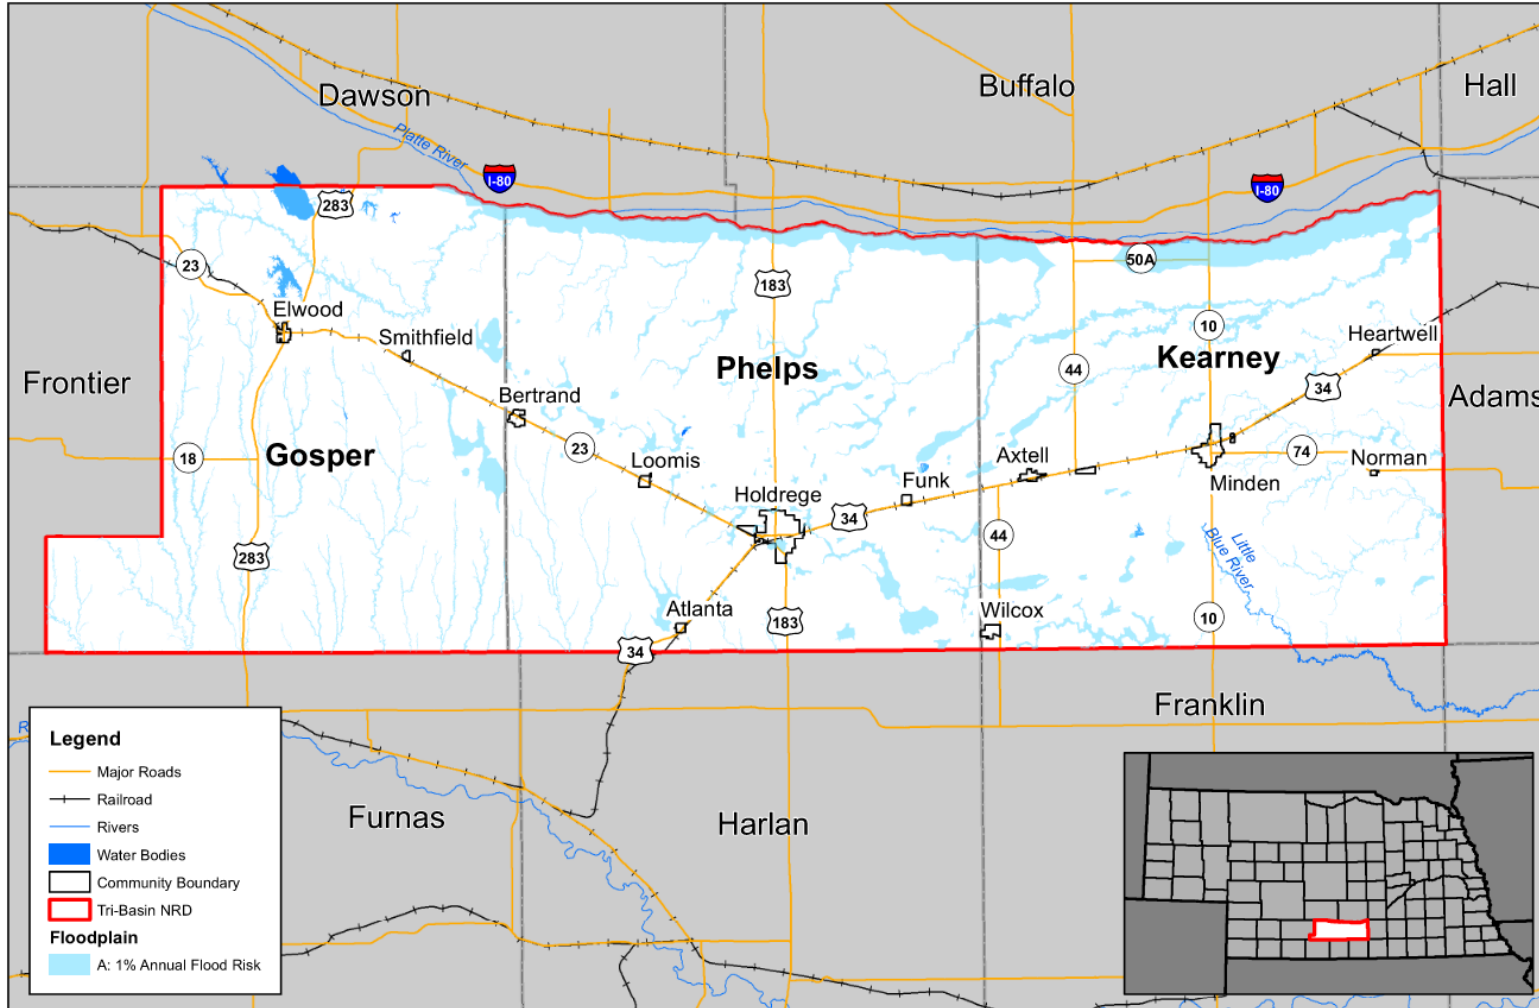 Dawson
Buffalo
Hall
Platte River
I-80
I-80
283
23
50A
183
Elwood
10
Smithfield
Heartwell
Phelps
Kearney
44
Frontier
34
Bertrand
Adams
Gosper
18
23
Loomis
Axtell
74
Norman
Funk
Minden
Holdrege
34
44
283
Little
Blue River
Atlanta
183
Wilcox
10
34
Franklin
R
Legend
Major Roads
Railroad
Rivers
Water Bodies
Community Boundary
Tri-Basin NRD
Floodplain
A: 1% Annual Flood Risk
Furnas
Harlan